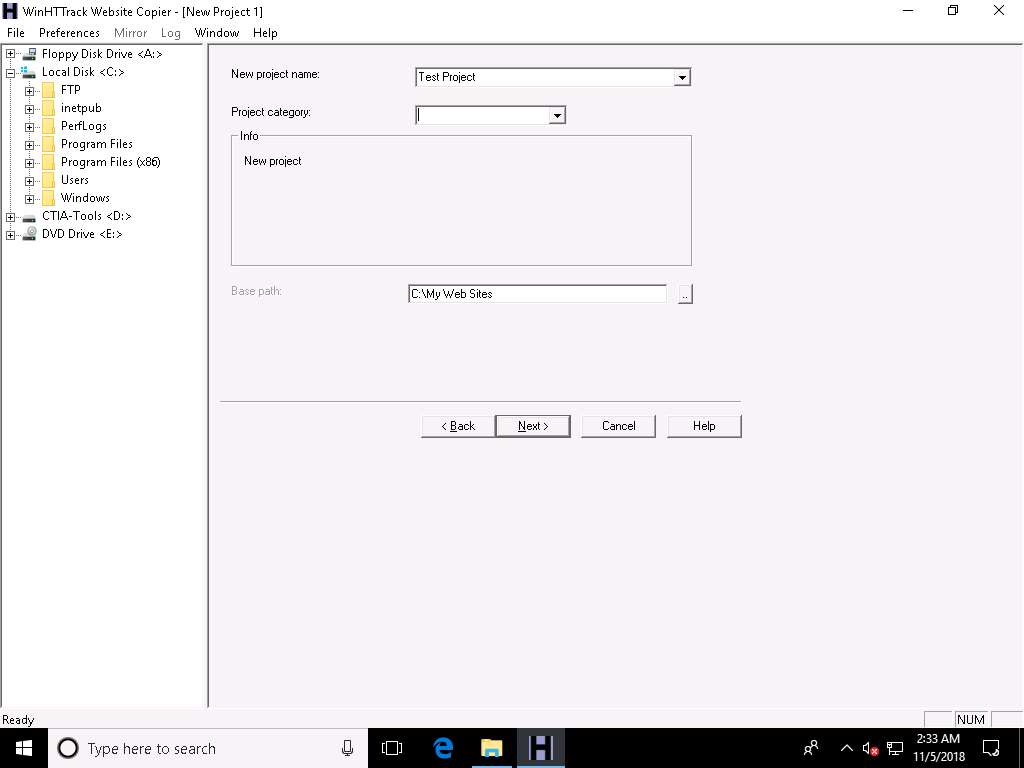 WinHTTrack Website Copier - [New Project 1]
File Preferences Mirror Log Window Help
Floppy Disk Drive <A:>
Local Disk <C:>
FTP
inetpub
PerfLogs
Program Files
Program Files (x86)
Users
Windows
CTIA-Tools <D:>
DVD Drive <E:>
New project name: Test Project
Project category:
Info
New project
Base path: C:\My Web Sites ..
< Back Next > Cancel Help
Ready NUM
Type here to search
2:33 AM
11/5/2018